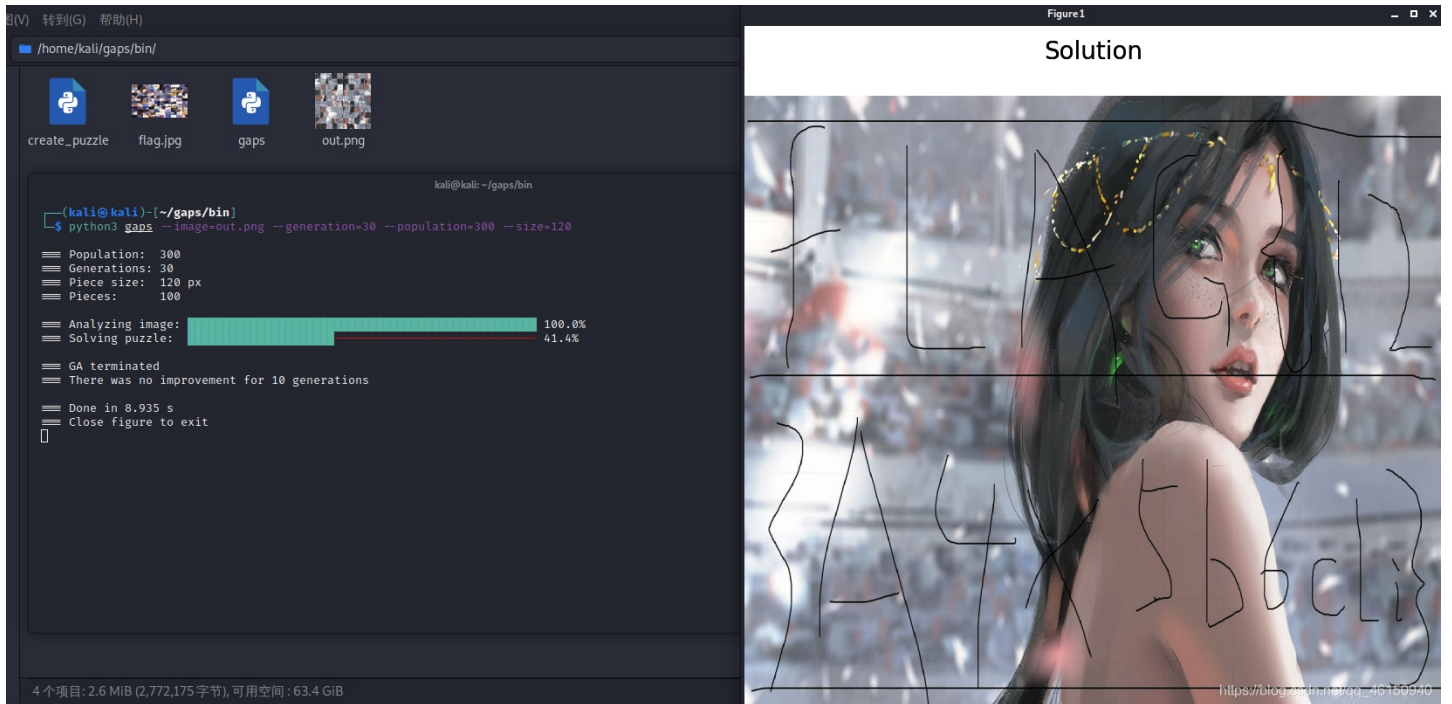 图(V) 转到(G) 帮助(H)
/home/kali/gaps/bin/
create_puzzle flag.jpg gaps out.png
kali@kali: ~/gaps/bin
(kali㉿kali)-[~/gaps/bin]
$ python3 gaps --image=out.png --generation=30 --population=300 --size=120
Population: 300
Generations: 30
Piece size: 120 px
Pieces: 100
Analyzing image: 100.0%
Solving puzzle: 41.4%
GA terminated
There was no improvement for 10 generations
Done in 8.935 s
Close figure to exit
4 个项目: 2.6 MiB (2,772,175 字节), 可用空间 : 63.4 GiB
Figure 1
Solution
https://blog.csdn.net/qq_46150940